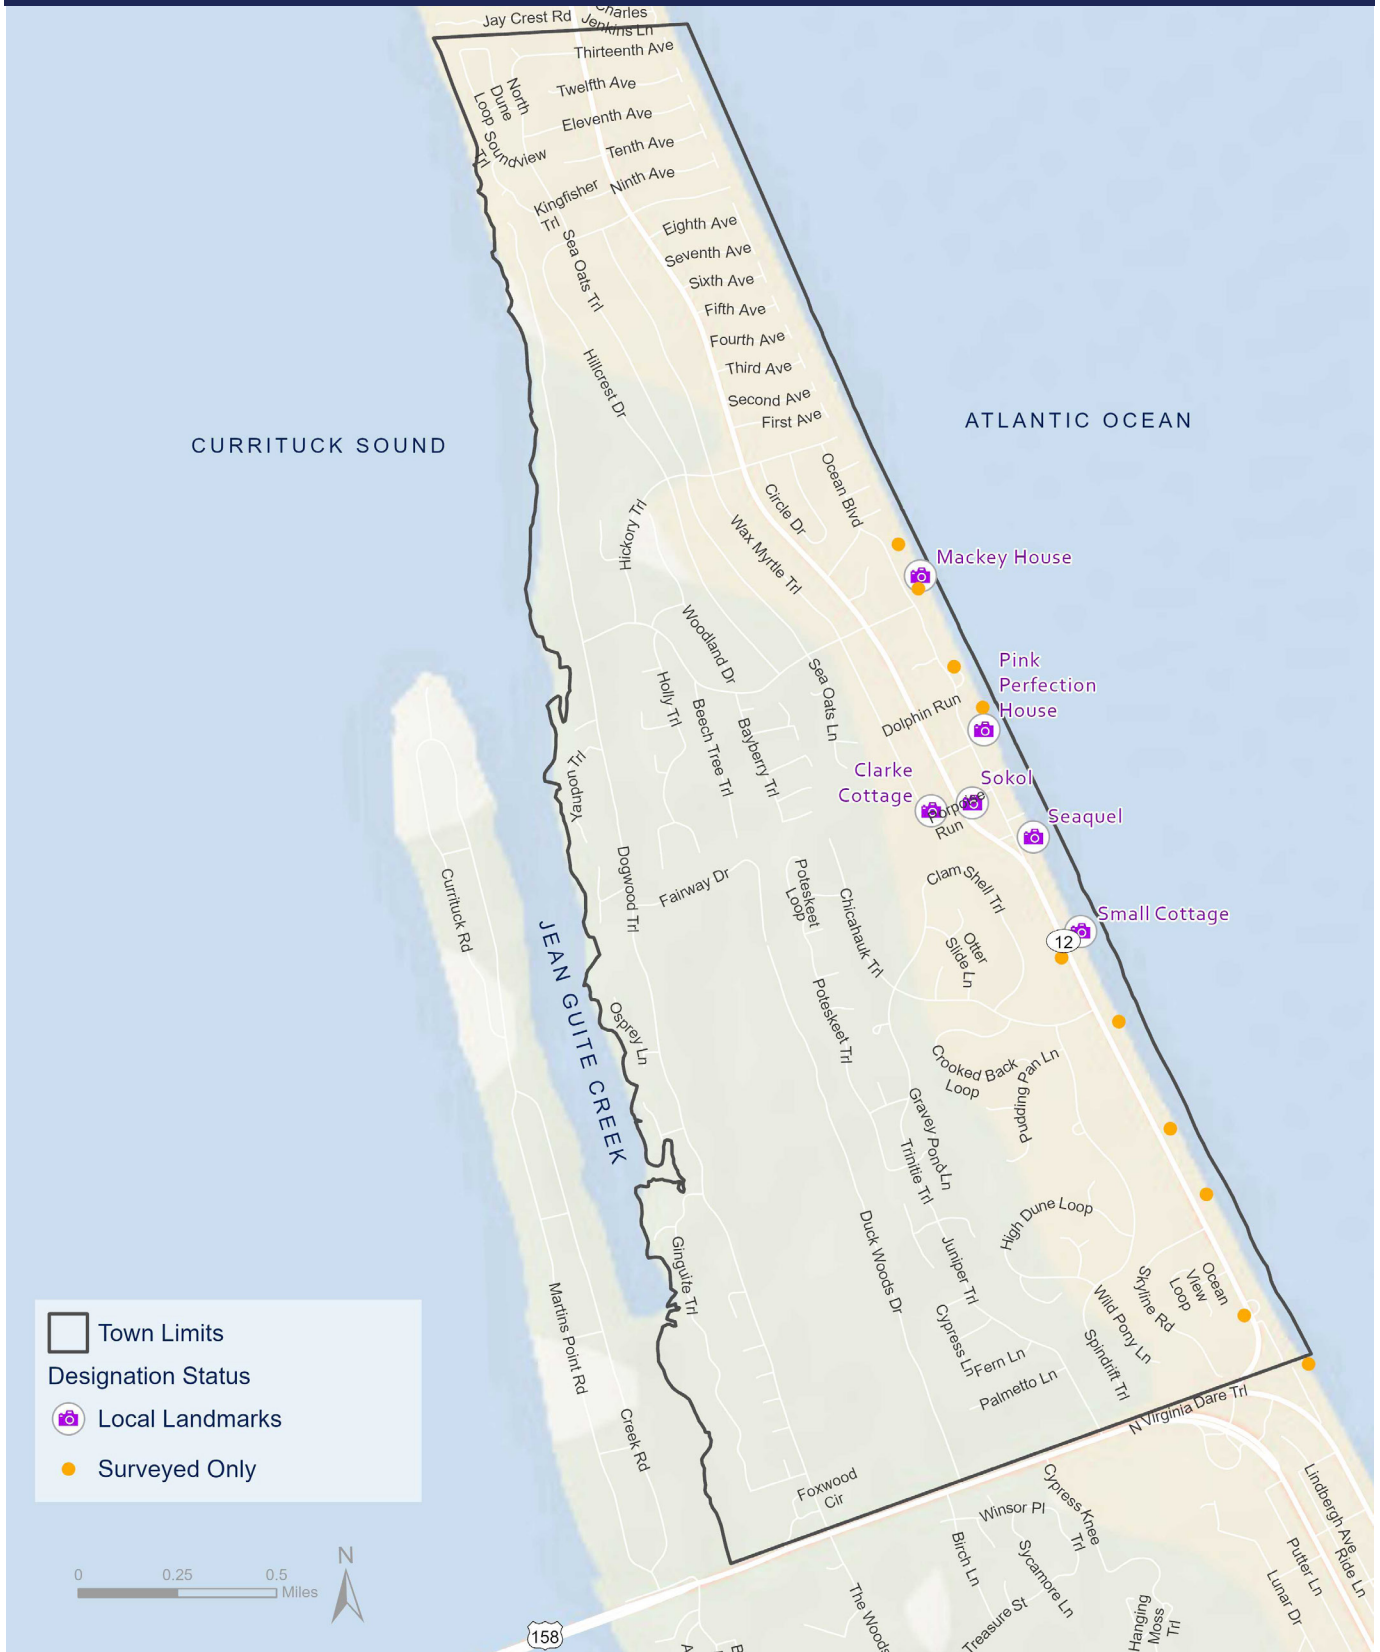 Jay Crest Rd
Charles
Jenkins Ln
Thirteenth Ave
North
Dune
Loop
Trl
Twelfth Ave
Eleventh Ave
Soundview
Tenth Ave
Ninth Ave
Kingfisher
Trl
Eighth Ave
Sea Oats Trl
Seventh Ave
Sixth Ave
Fifth Ave
Fourth Ave
Hillcrest Dr
Third Ave
Second Ave
First Ave
ATLANTIC OCEAN
CURRITUCK SOUND
Ocean Blvd
Circle Dr
Hickory Trl
Wax Myrtle Trl
Mackey House
Woodland Dr
Pink
Perfection
House
Sea Oats Ln
Holly Trl
Beech Tree Trl
Bayberry Trl
Dolphin Run
Yaupon Trl
Clarke
Cottage
Sokol
Porpoise
Run
Seaquel
Dogwood Trl
Fairway Dr
Poteskeet
Loop
Chicahauk Trl
Clam Shell Trl
Currituck Rd
Small Cottage
12
Otter
Slide Ln
JEAN GUITE CREEK
Poteskeet Trl
Osprey Ln
Crooked Back
Loop
Pudding Pan Ln
Gravey Pond Ln
Trinitie Trl
High Dune Loop
Duck Woods Dr
Juniper Trl
Ginguite Trl
Ocean
View
Loop
Skyline Rd
Wild Pony Ln
Spindrift Trl
Cypress Ln
Fern Ln
Palmetto Ln
Martins Point Rd
Creek Rd
N Virginia Dare Trl
Foxwood
Cir
Winsor Pl
Cypress Knee
Trl
Birch Ln
Sycamore Ln
Treasure St
The Woods
Hanging
Moss
Trl
Lindbergh Ave
Ride Ln
Putter Ln
Lunar Dr
158
Town Limits
Designation Status
Local Landmarks
Surveyed Only
0 0.25 0.5
Miles
N